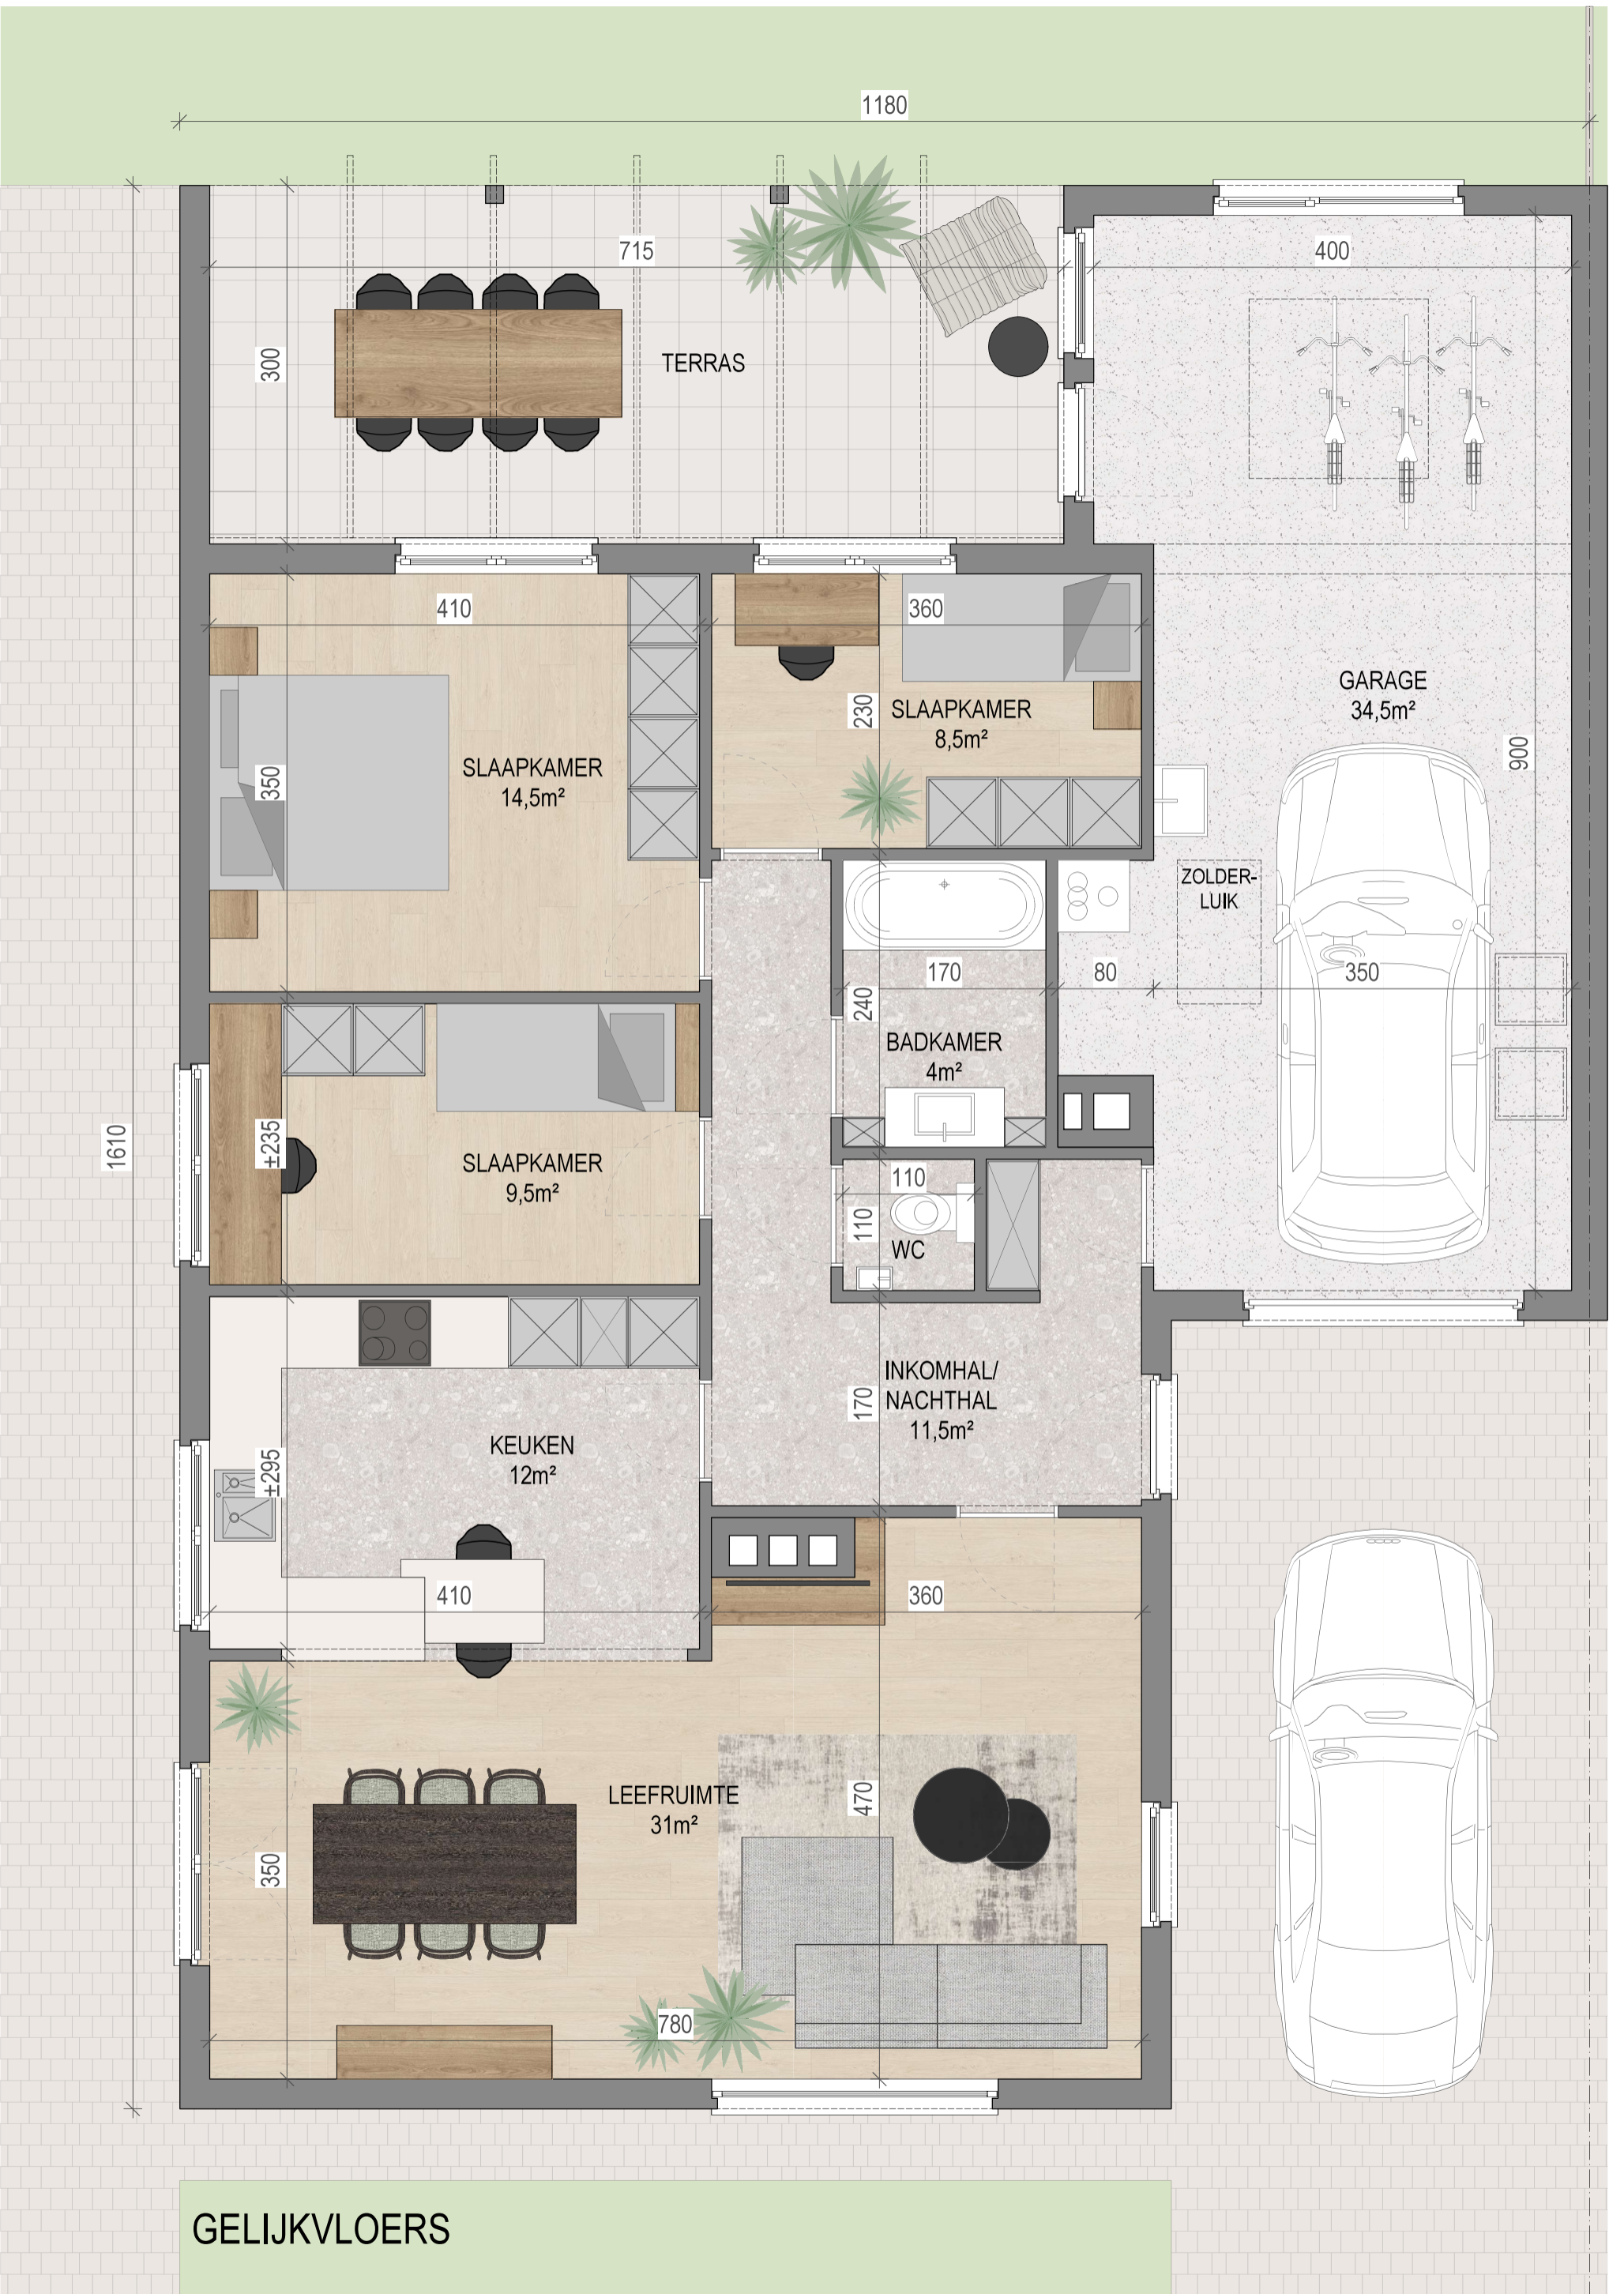 1180
715
400
300
TERRAS
410
360
230
SLAAPKAMER
8,5m²
GARAGE
34,5m²
900
350
SLAAPKAMER
14,5m²
ZOLDER-
LUIK
170
80
350
240
BADKAMER
4m²
1610
±235
SLAAPKAMER
9,5m²
110
110
WC
INKOMHAL/
NACHTHAL
11,5m²
170
KEUKEN
12m²
±295
410
360
LEEFRUIMTE
31m²
470
350
780
GELIJKVLOERS